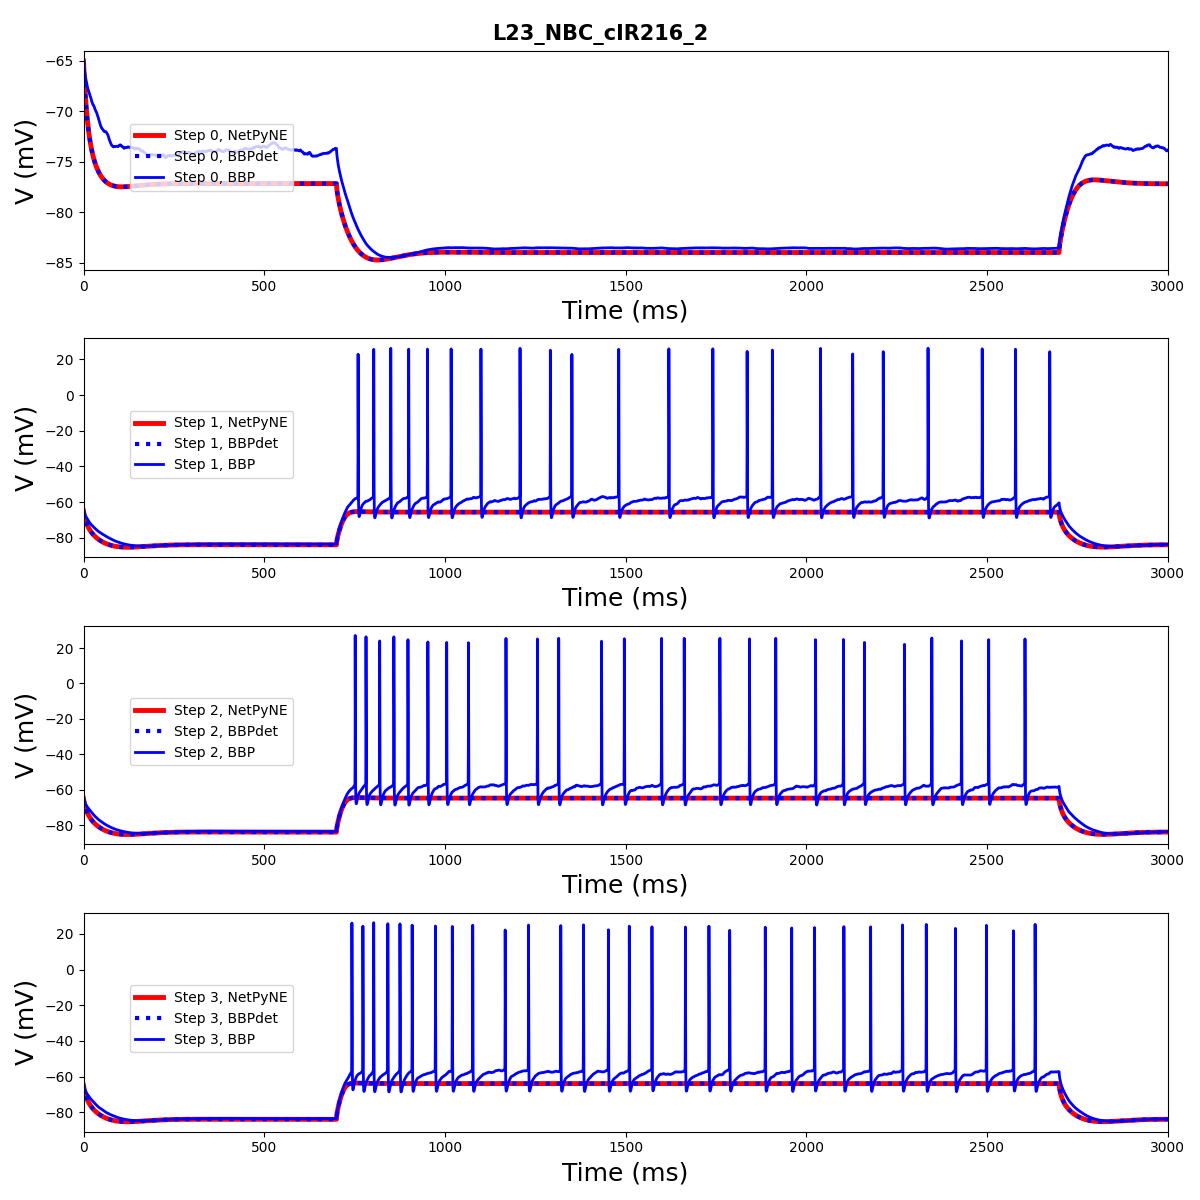 L23_NBC_cIR216_2
−65
−70
−75
−80
−85
V (mV)
Step 0, NetPyNE
Step 0, BBPdet
Step 0, BBP
0 500 1000 1500 2000 2500 3000
Time (ms)
20
0
−20
−40
−60
−80
V (mV)
Step 1, NetPyNE
Step 1, BBPdet
Step 1, BBP
0 500 1000 1500 2000 2500 3000
Time (ms)
20
0
−20
−40
−60
−80
V (mV)
Step 2, NetPyNE
Step 2, BBPdet
Step 2, BBP
0 500 1000 1500 2000 2500 3000
Time (ms)
20
0
−20
−40
−60
−80
V (mV)
Step 3, NetPyNE
Step 3, BBPdet
Step 3, BBP
0 500 1000 1500 2000 2500 3000
Time (ms)